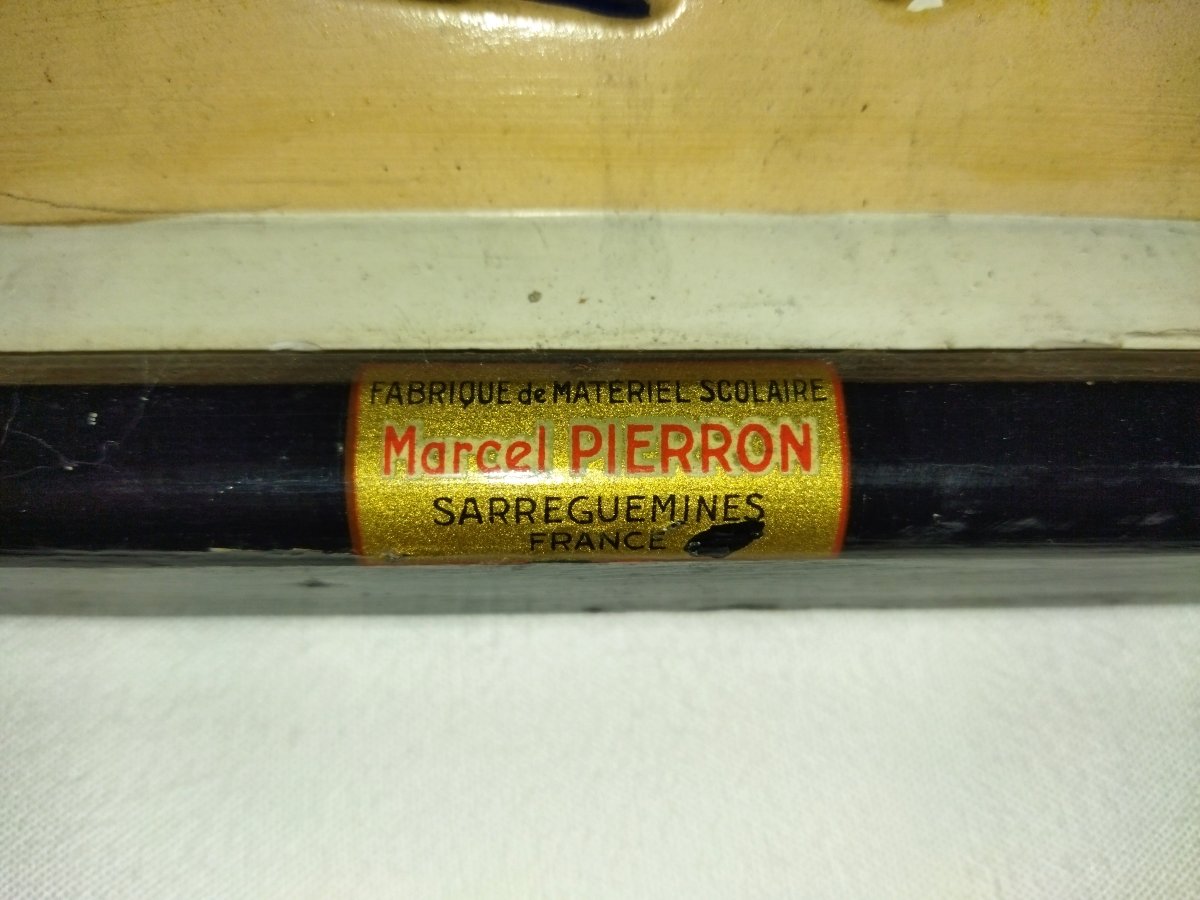 FABRIQUE de MATERIEL SCOLAIRE
Marcel PIERRON
SARREGUEMINES
FRANCE